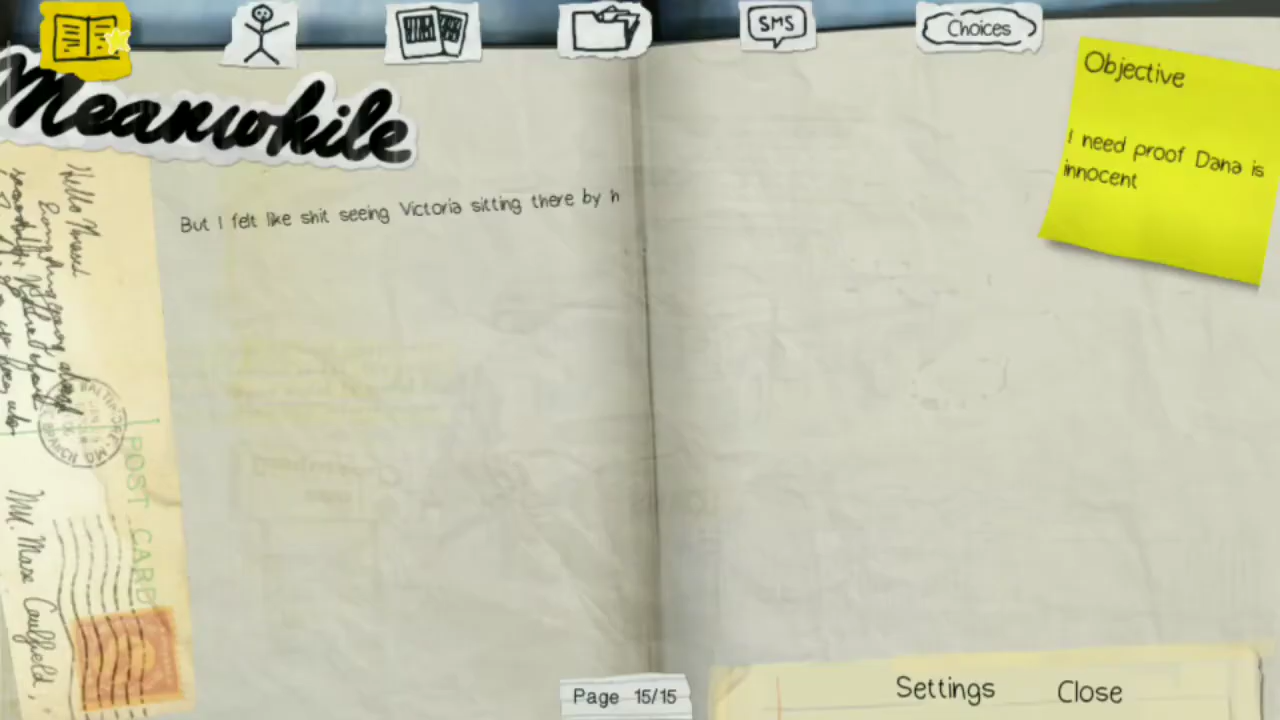 SMS
Choices
Meanwhile
Objective
I need proof Dana is
innocent
But I felt like shit seeing Victoria sitting there by h
POST CARD
Page 15/15
Settings
Close